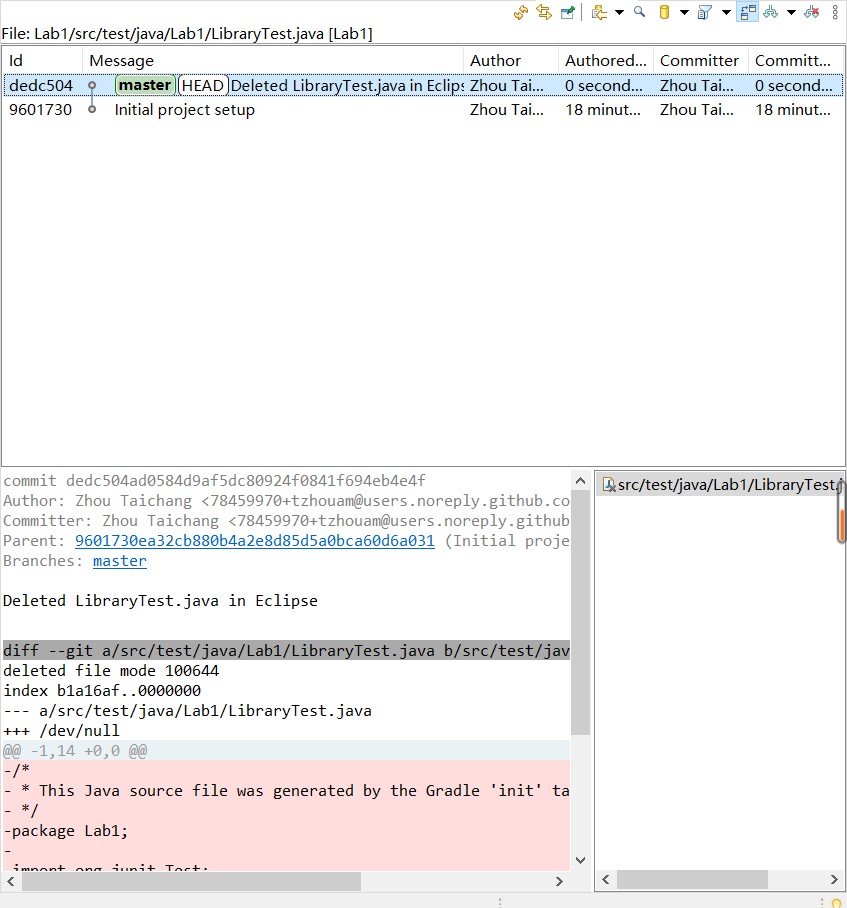 File: Lab1/src/test/java/Lab1/LibraryTest.java [Lab1]
Id Message Author Authored... Committer Committ...
dedc504 master HEAD Deleted LibraryTest.java in Eclips Zhou Tai... 0 second... Zhou Tai... 0 second...
9601730 Initial project setup Zhou Tai... 18 minut... Zhou Tai... 18 minut...
commit dedc504ad0584d9af5dc80924f0841f694eb4e4f
Author: Zhou Taichang <78459970+tzhouam@users.noreply.github.co
Committer: Zhou Taichang <78459970+tzhouam@users.noreply.github
Parent: 9601730ea32cb880b4a2e8d85d5a0bca60d6a031 (Initial proje
Branches: master
Deleted LibraryTest.java in Eclipse
diff --git a/src/test/java/Lab1/LibraryTest.java b/src/test/jav
deleted file mode 100644
index b1a16af..0000000
--- a/src/test/java/Lab1/LibraryTest.java
+++ /dev/null
@@ -1,14 +0,0 @@
-/*
- * This Java source file was generated by the Gradle 'init' ta
- */
-package Lab1;
-
-import org.junit.Test;
src/test/java/Lab1/LibraryTest.j